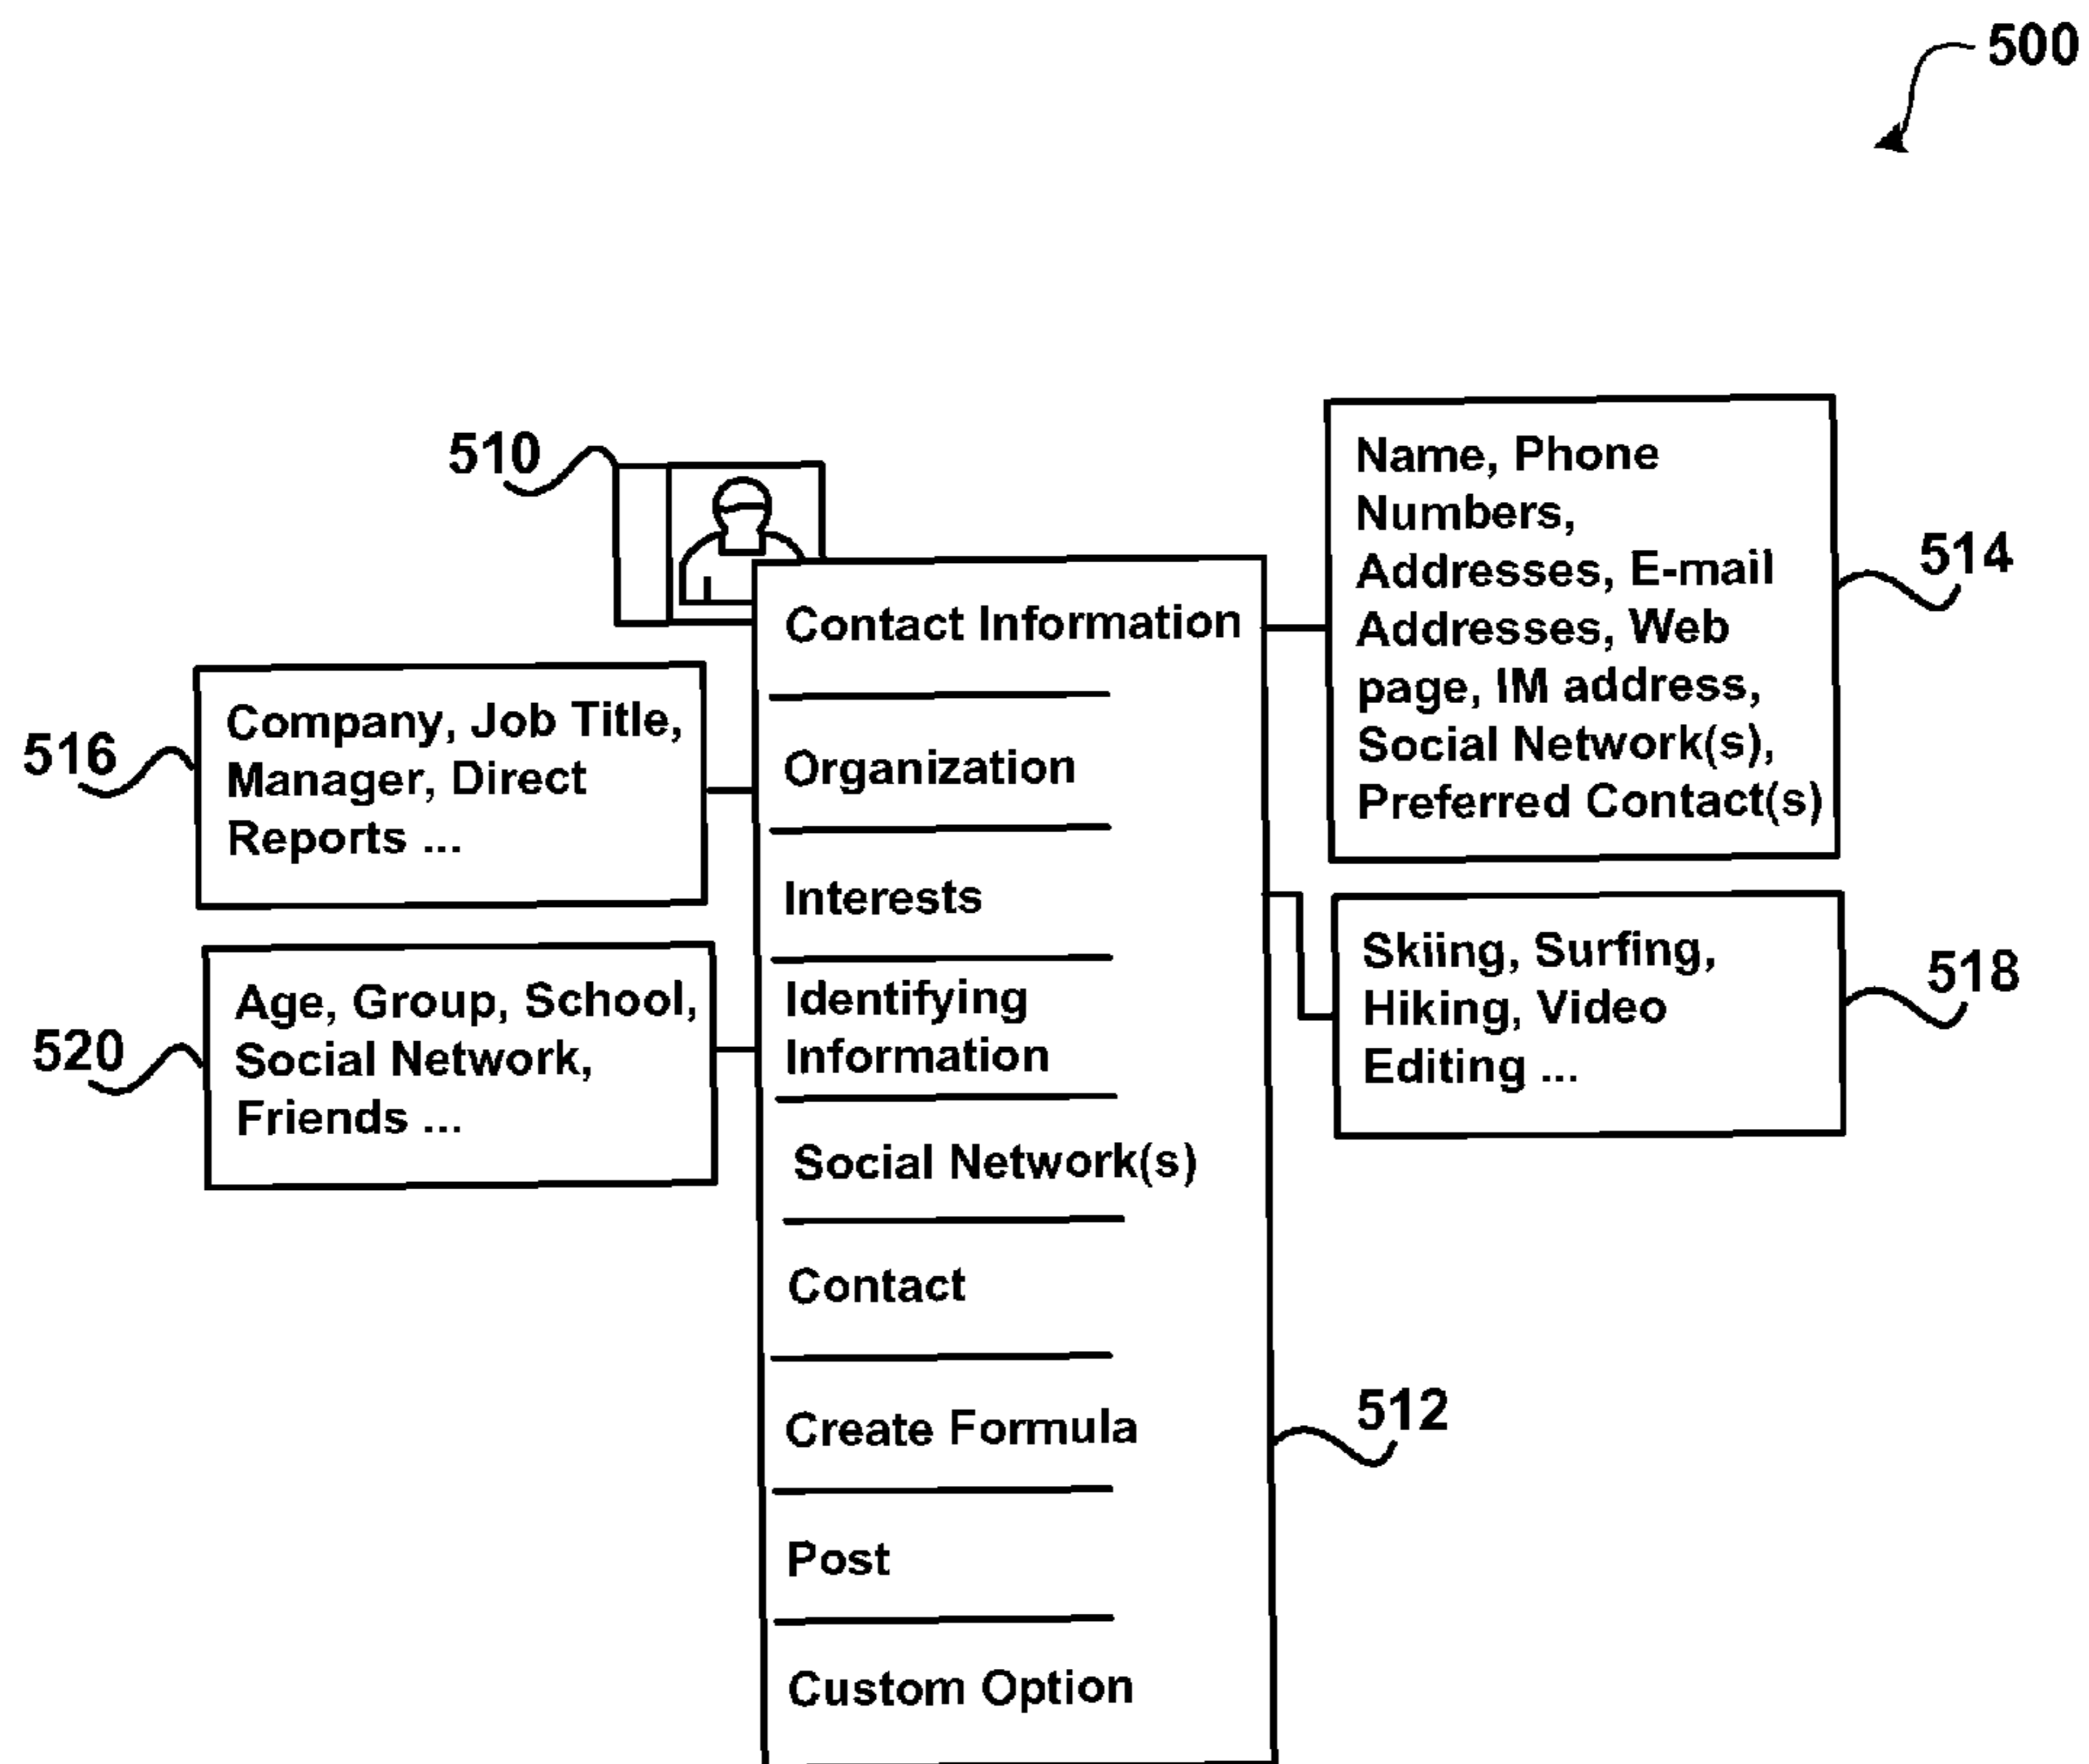 500
510
Name, Phone
Numbers,
Addresses, E-mail
Addresses, Web
page, IM address,
Social Network(s),
Preferred Contact(s)
514
Contact Information
516
Company, Job Title,
Manager, Direct
Reports ...
Organization
Interests
Skiing, Surfing,
Hiking, Video
Editing ...
518
520
Age, Group, School,
Social Network,
Friends ...
Identifying
Information
Social Network(s)
Contact
Create Formula
512
Post
Custom Option